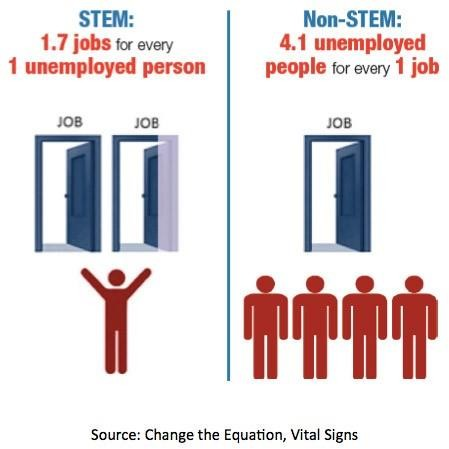 STEM:
1.7 jobs for every
1 unemployed person
Non-STEM:
4.1 unemployed
people for every 1 job
JOB
JOB
JOB
Source: Change the Equation, Vital Signs